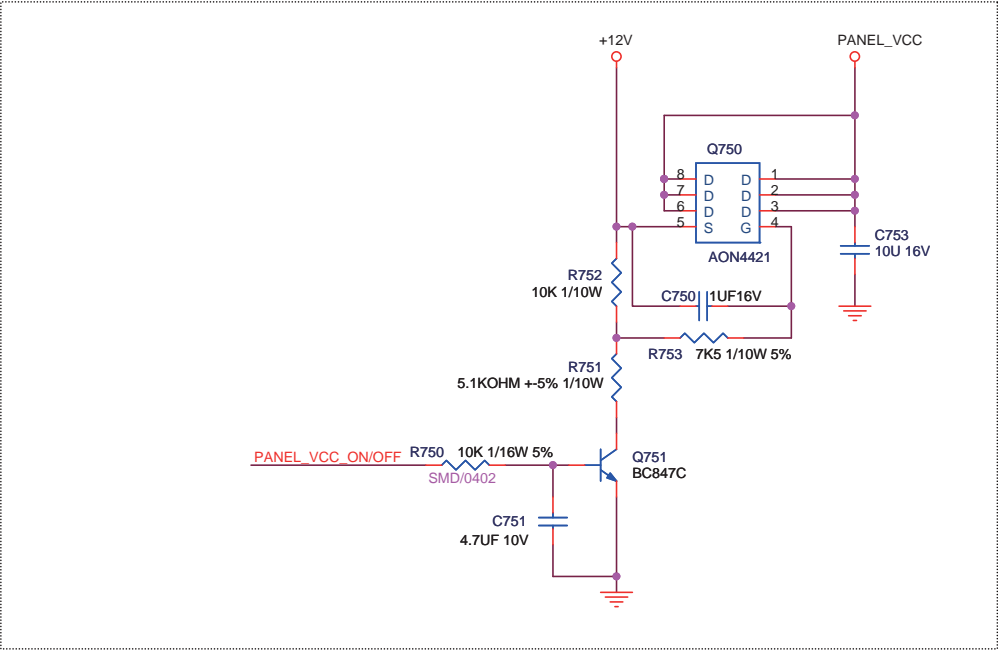 +12V
PANEL_VCC
Q750
8 D D 1
7 D D 2
6 D D 3
5 S G 4
AON4421
C753
10U 16V
R752
10K 1/10W
C750 1UF16V
R753 7K5 1/10W 5%
R751
5.1KOHM +-5% 1/10W
PANEL_VCC_ON/OFF R750 10K 1/16W 5%
SMD/0402
Q751
BC847C
C751
4.7UF 10V